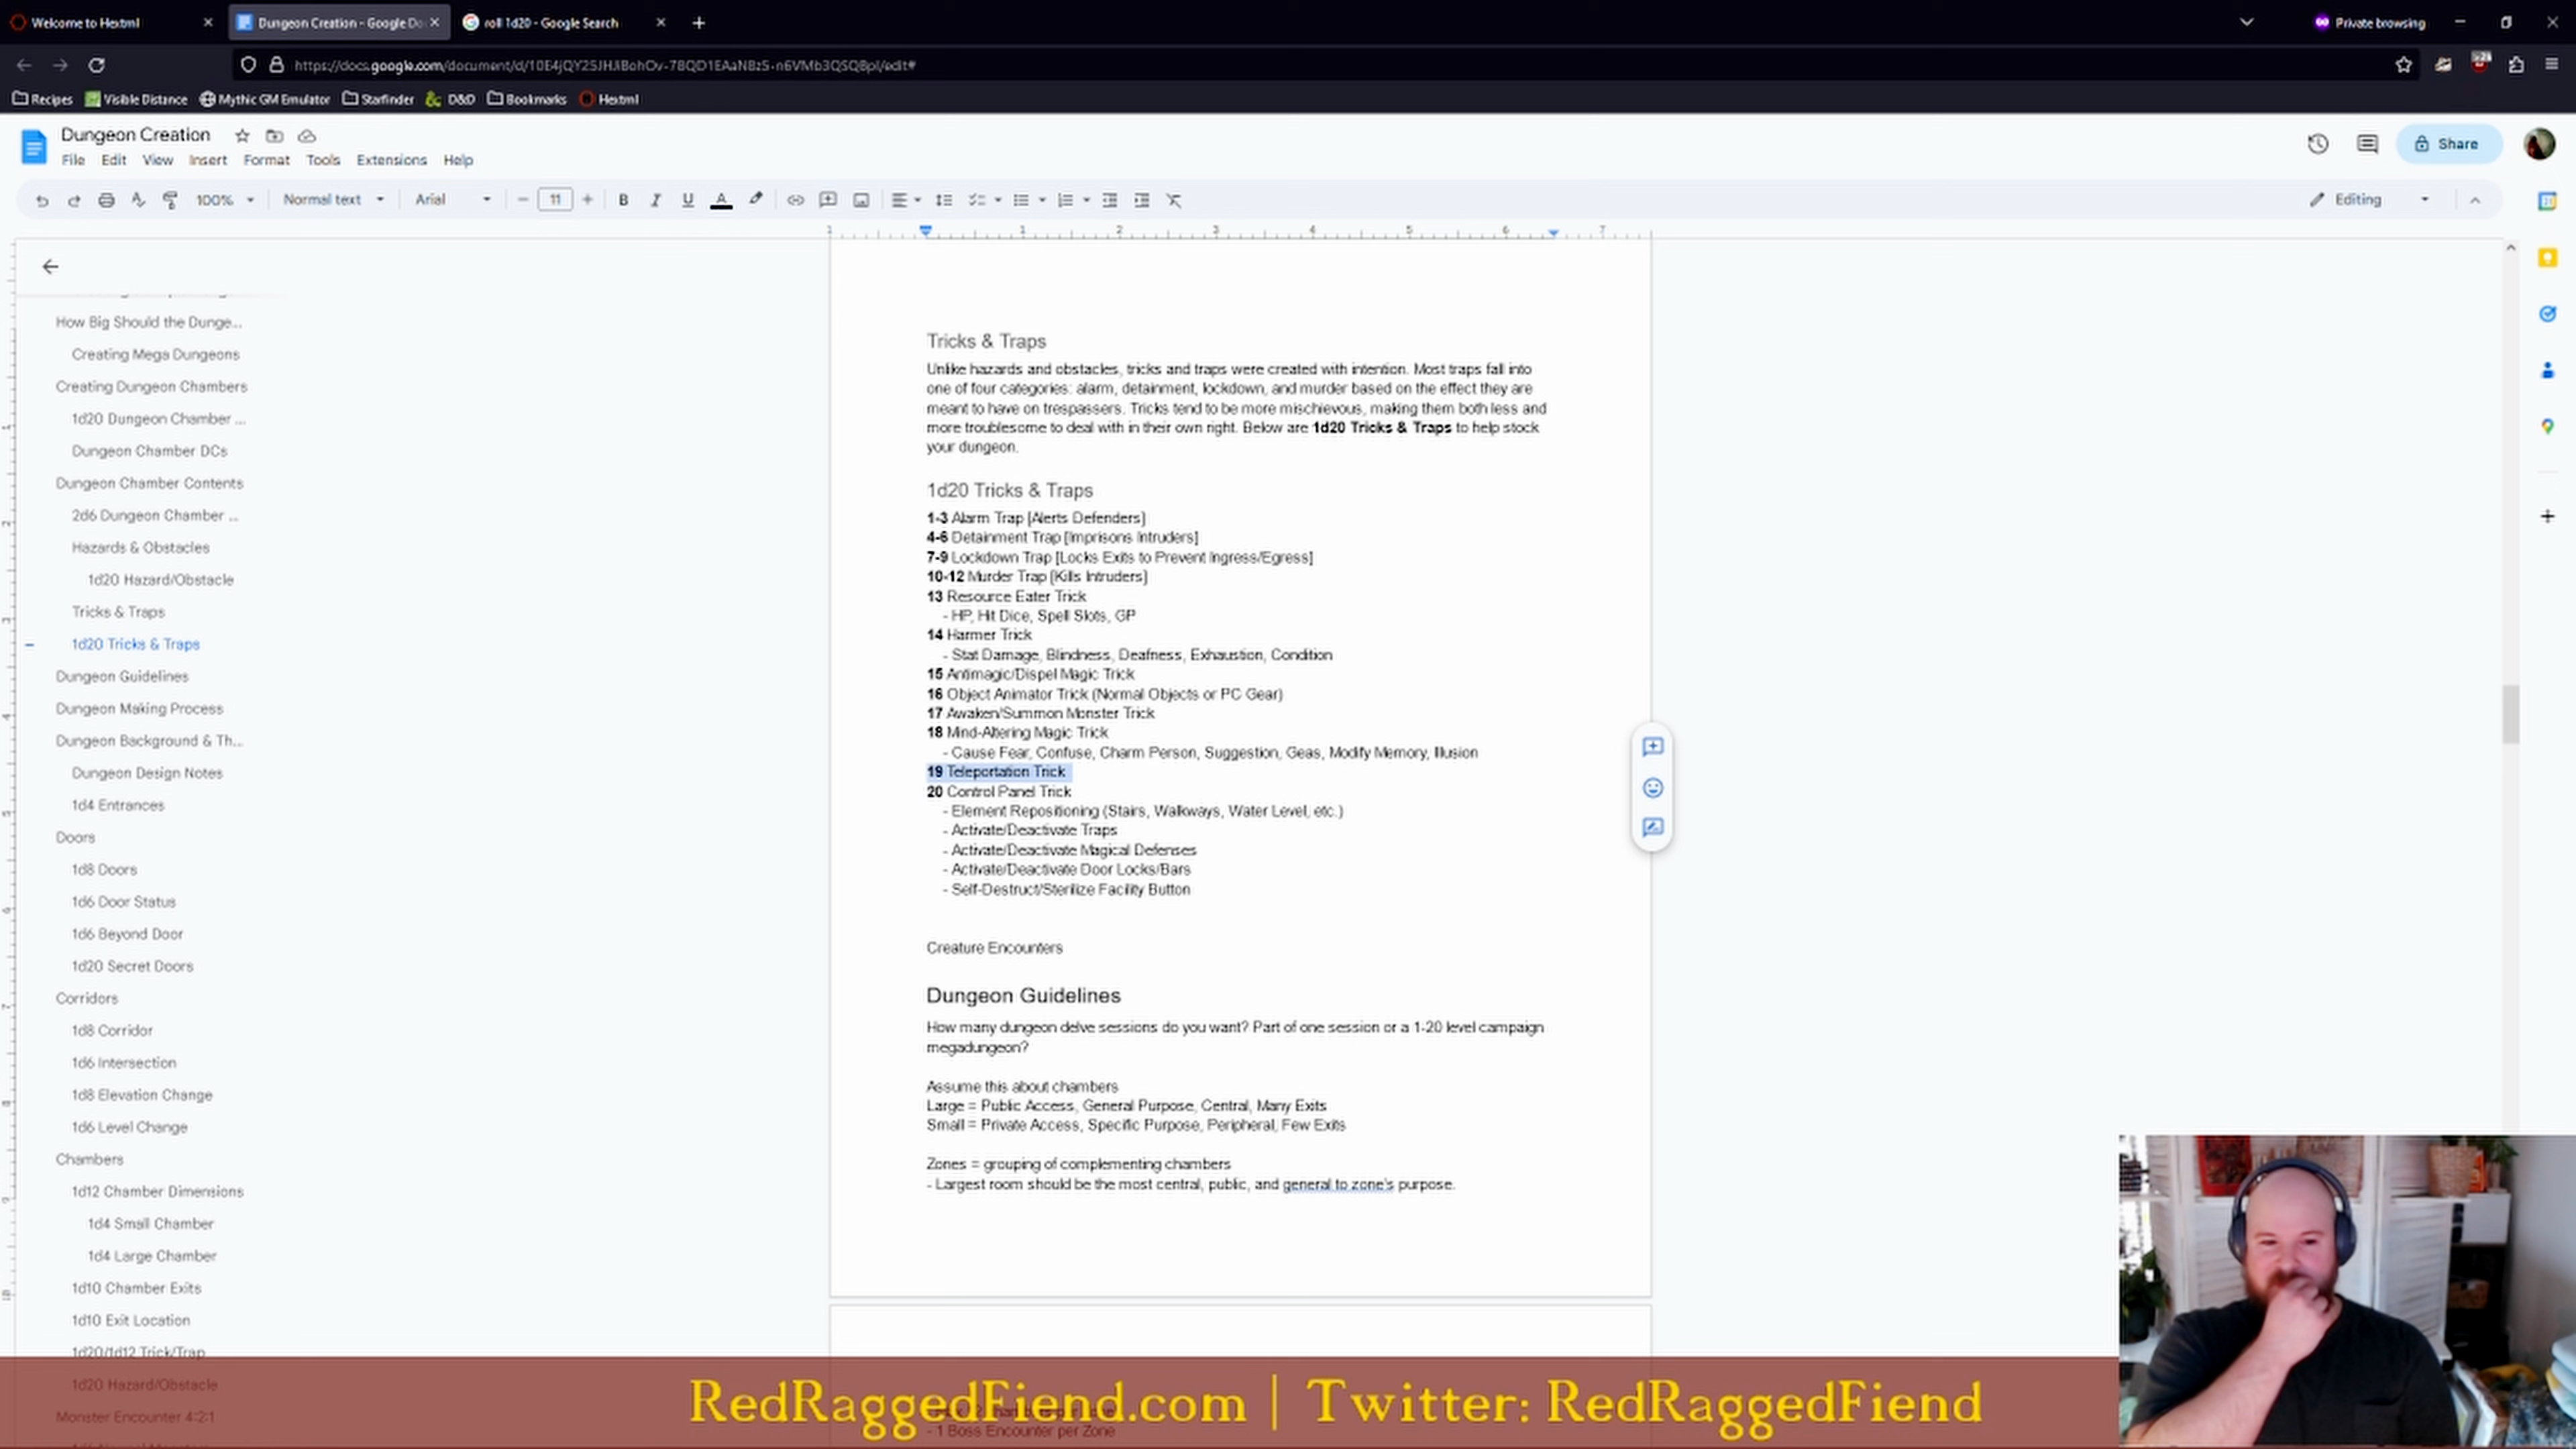 Welcome to Hextml
Dungeon Creation - Google Do
roll 1d20 - Google Search
Private browsing
Recipes
Visible Distance
Mythic GM Emulator
Starfinder
D&D
Bookmarks
Hextml
Dungeon Creation
File Edit View Insert Format Tools Extensions Help
Share
100% Normal text Arial 11
Editing
How Big Should the Dunge...
Creating Mega Dungeons
Creating Dungeon Chambers
1d20 Dungeon Chamber ...
Dungeon Chamber DCs
Dungeon Chamber Contents
2d6 Dungeon Chamber ...
Hazards & Obstacles
1d20 Hazard/Obstacle
Tricks & Traps
1d20 Tricks & Traps
Dungeon Guidelines
Dungeon Making Process
Dungeon Background & Th...
Dungeon Design Notes
1d4 Entrances
Doors
1d8 Doors
1d6 Door Status
1d6 Beyond Door
1d20 Secret Doors
Corridors
1d8 Corridor
1d6 Intersection
1d8 Elevation Change
1d6 Level Change
Chambers
1d12 Chamber Dimensions
1d4 Small Chamber
1d4 Large Chamber
1d10 Chamber Exits
1d10 Exit Location
1d20/1d12 Trick/Trap
1d20 Hazard/Obstacle
Monster Encounter 4:2:1
Tricks & Traps
Unlike hazards and obstacles, tricks and traps were created with intention. Most traps fall into
one of four categories: alarm, detainment, lockdown, and murder based on the effect they are
meant to have on trespassers. Tricks tend to be more mischievous, making them both less and
more troublesome to deal with in their own right. Below are 1d20 Tricks & Traps to help stock
your dungeon.
1d20 Tricks & Traps
1-3 Alarm Trap [Alerts Defenders]
4-6 Detainment Trap [Imprisons Intruders]
7-9 Lockdown Trap [Locks Exits to Prevent Ingress/Egress]
10-12 Murder Trap [Kills Intruders]
13 Resource Eater Trick
- HP, Hit Dice, Spell Slots, GP
14 Harmer Trick
- Stat Damage, Blindness, Deafness, Exhaustion, Condition
15 Antimagic/Dispel Magic Trick
16 Object Animator Trick (Normal Objects or PC Gear)
17 Awaken/Summon Monster Trick
18 Mind-Altering Magic Trick
- Cause Fear, Confuse, Charm Person, Suggestion, Geas, Modify Memory, Illusion
19 Teleportation Trick
20 Control Panel Trick
- Element Repositioning (Stairs, Walkways, Water Level, etc.)
- Activate/Deactivate Traps
- Activate/Deactivate Magical Defenses
- Activate/Deactivate Door Locks/Bars
- Self-Destruct/Sterilize Facility Button
Creature Encounters
Dungeon Guidelines
How many dungeon delve sessions do you want? Part of one session or a 1-20 level campaign
megadungeon?
Assume this about chambers
Large = Public Access, General Purpose, Central, Many Exits
Small = Private Access, Specific Purpose, Peripheral, Few Exits
Zones = grouping of complementing chambers
- Largest room should be the most central, public, and general to zone's purpose.
- 1 Boss Encounter per Zone
RedRaggedFiend.com | Twitter: RedRaggedFiend